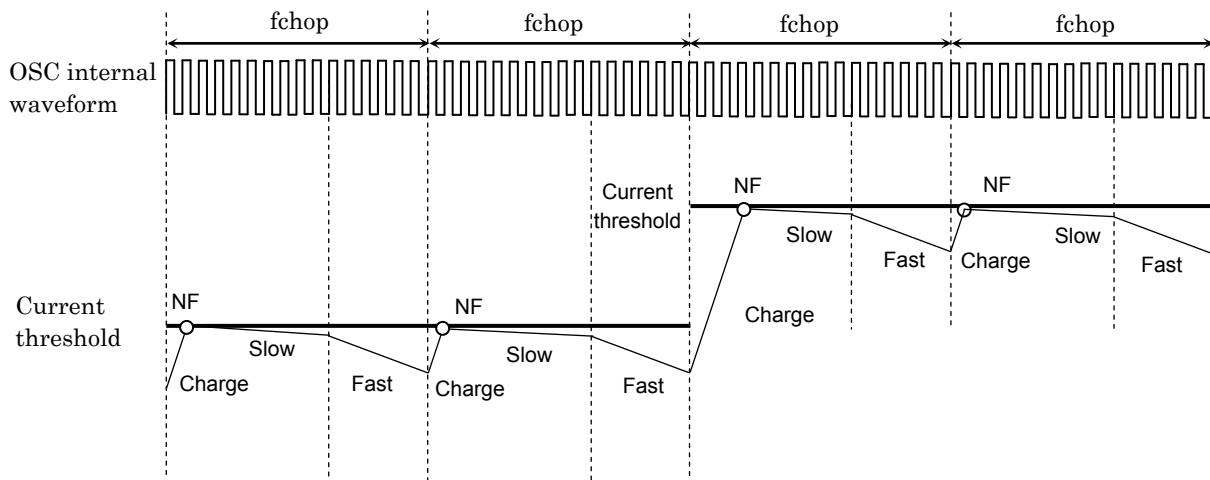 fchop fchop fchop fchop
OSC internal
waveform
Current
threshold
NF
NF
Slow
Fast
Charge
Slow
Fast
Charge
Current
threshold
NF
NF
Slow
Slow
Charge
Fast
Charge
Fast